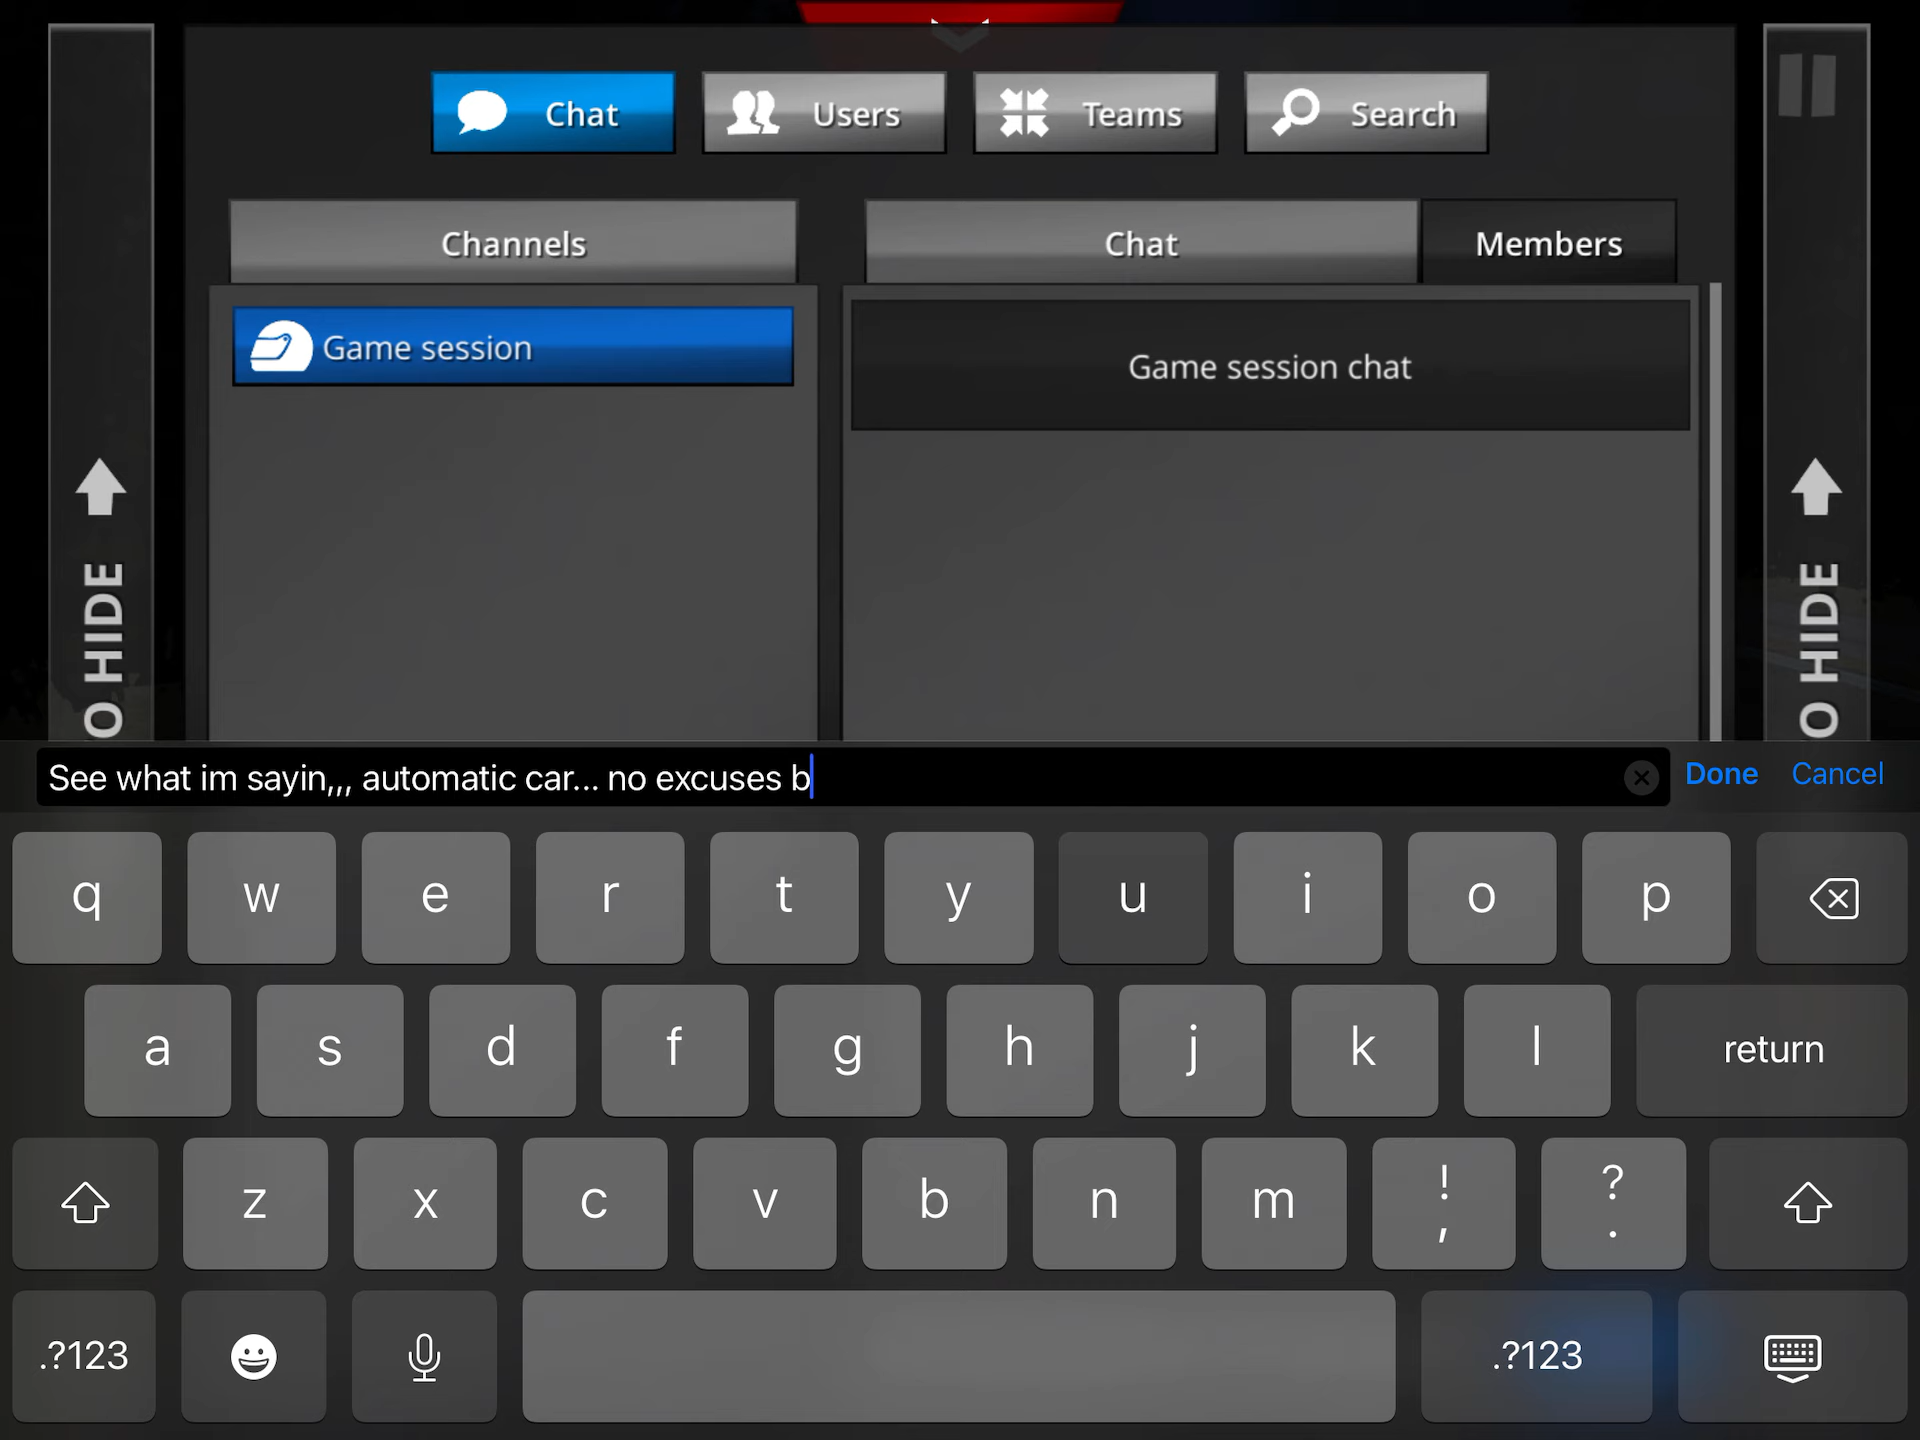 Chat
Users
Teams
Search
Channels
Chat
Members
Game session
Game session chat
O HIDE
O HIDE
See what im sayin,,, automatic car... no excuses b
Done
Cancel
q w e r t y u i o p
a s d f g h j k l return
z x c v b n m ! , ? .
.?123
.?123